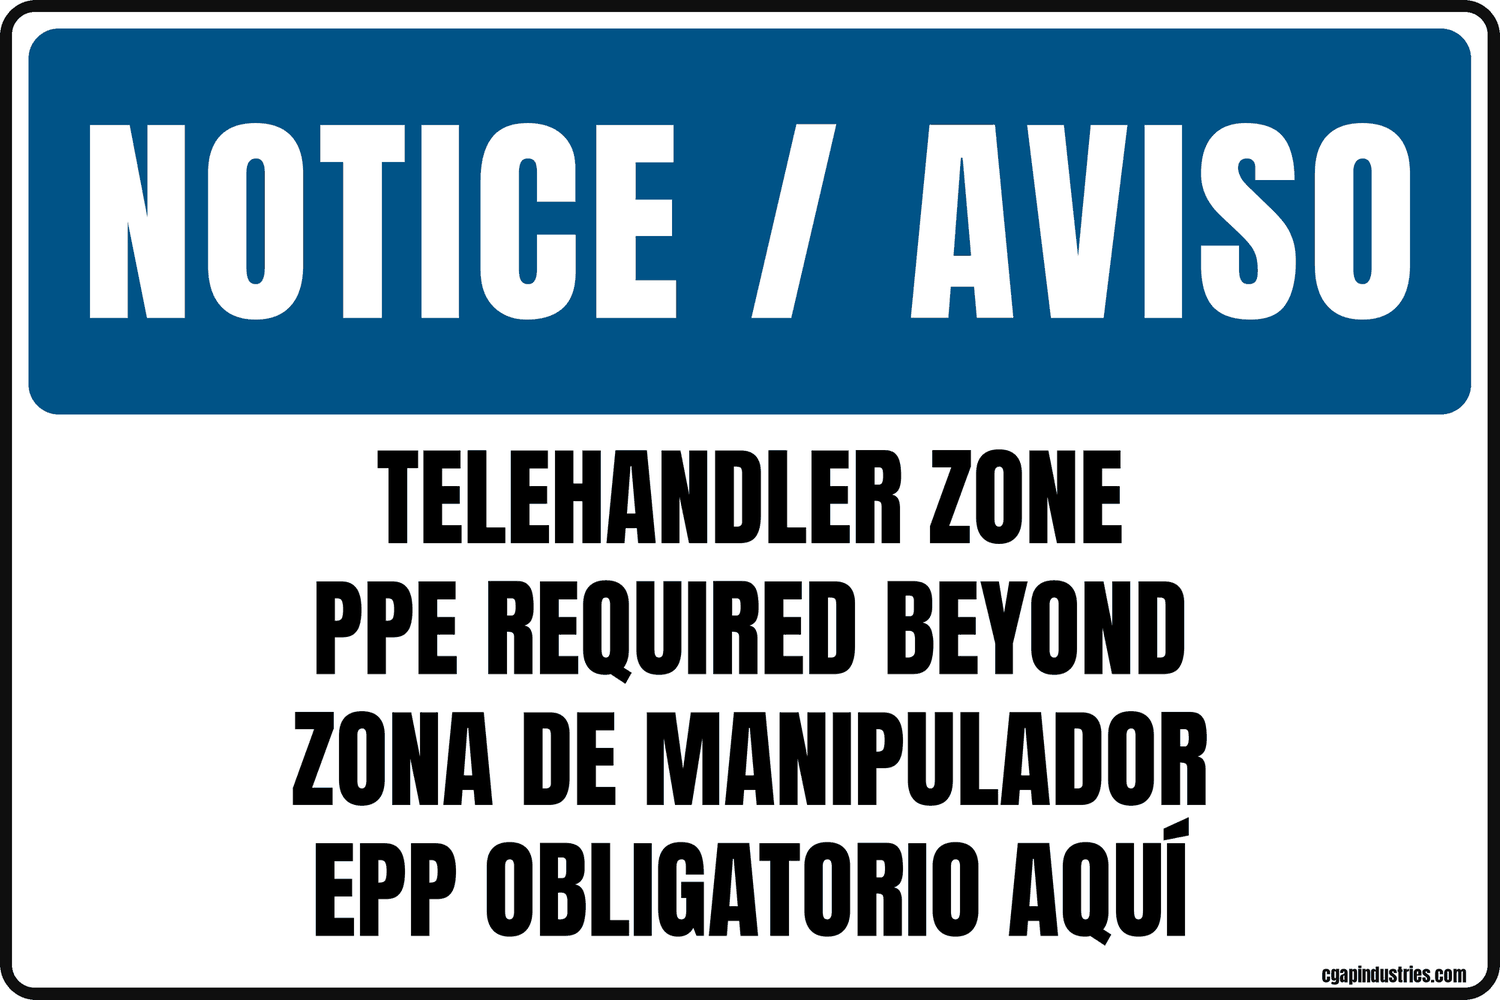 NOTICE / AVISO
TELEHANDLER ZONE
PPE REQUIRED BEYOND
ZONA DE MANIPULADOR
EPP OBLIGATORIO AQUÍ
cgapindustries.com